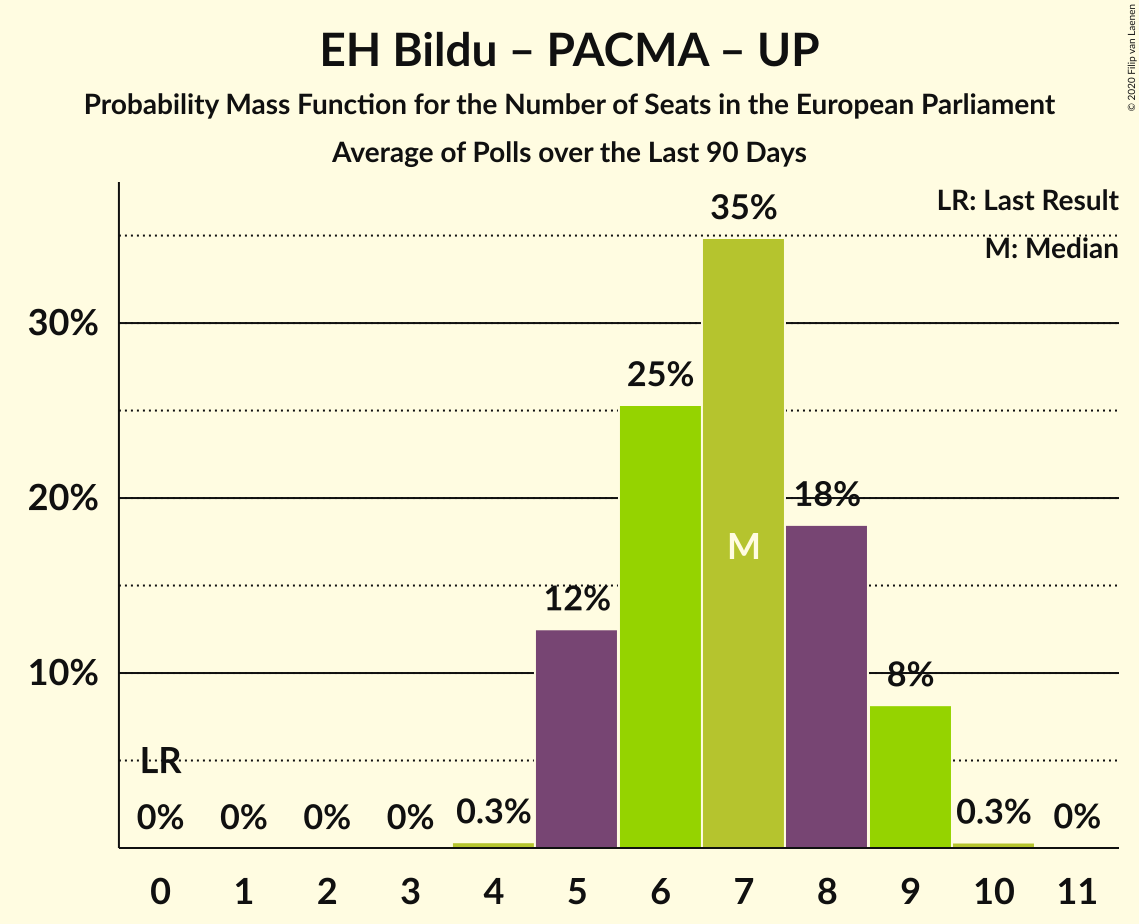 EH Bildu – PACMA – UP
Probability Mass Function for the Number of Seats in the European Parliament
Average of Polls over the Last 90 Days
© 2020 Filip van Laenen
LR: Last Result
M: Median
35%
30%
25%
20%
18%
M
12%
10%
8%
LR
0% 0% 0% 0% 0.3% 0.3% 0%
0 1 2 3 4 5 6 7 8 9 10 11